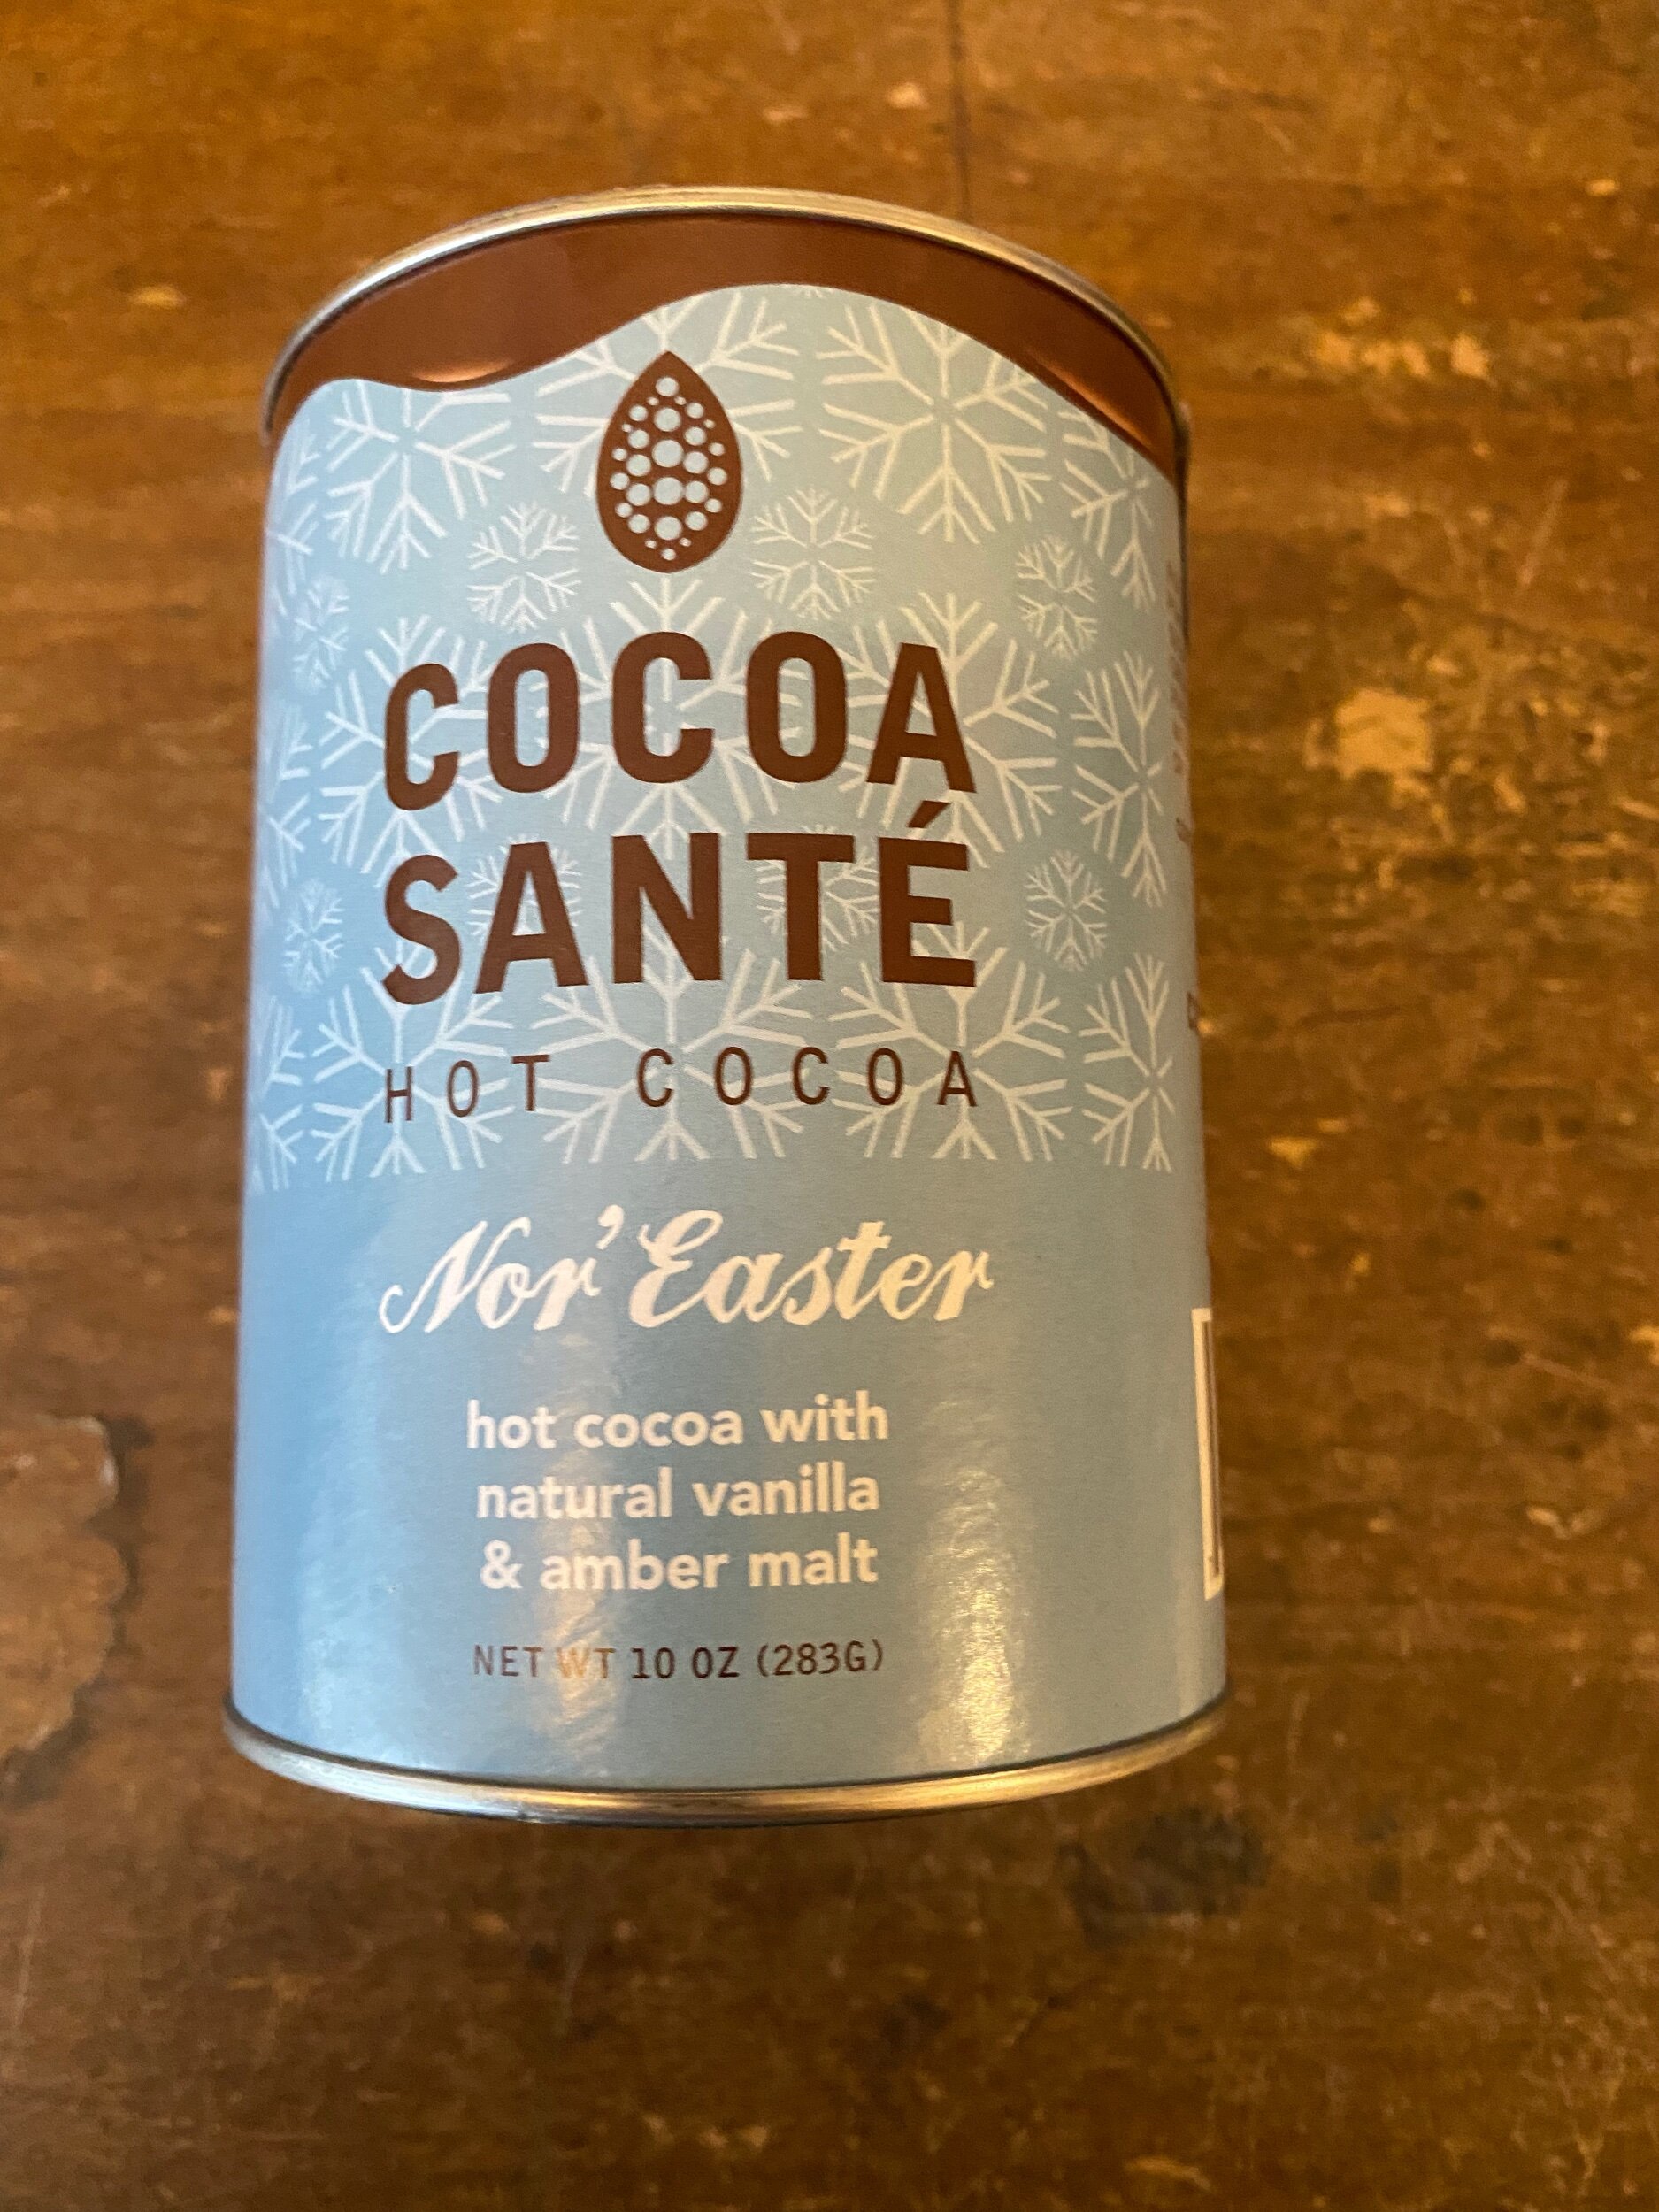 COCOA
SANTÉ
HOT COCOA
Nor'Easter
hot cocoa with
natural vanilla
& amber malt
NET WT 10 OZ (283G)